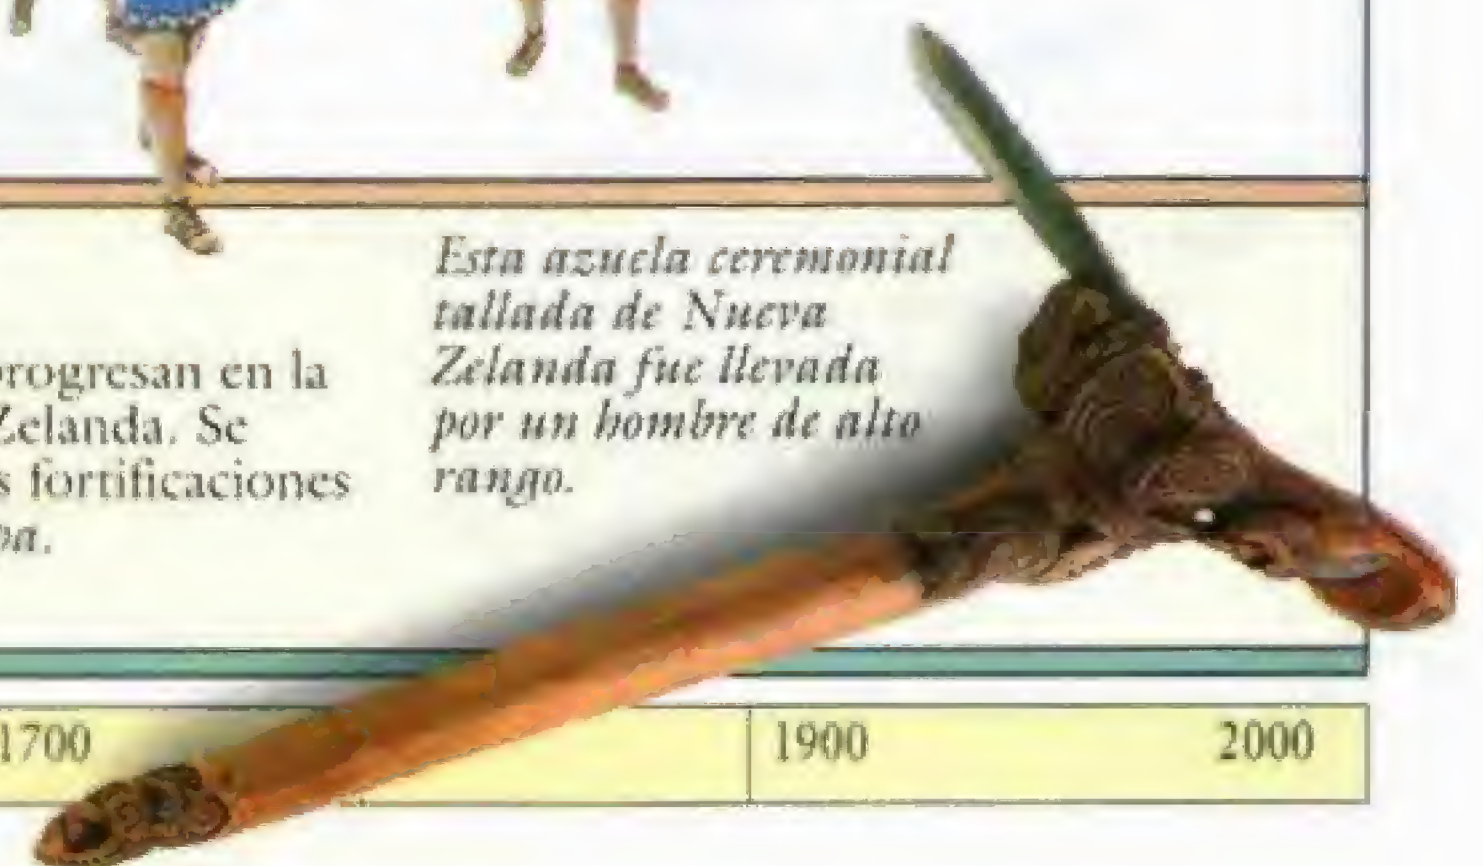 progresan en la
Zelanda. Se
s fortificaciones
pa.
Esta azuela ceremonial
tallada de Nueva
Zelanda fue llevada
por un hombre de alto
rango.
1700
1900
2000